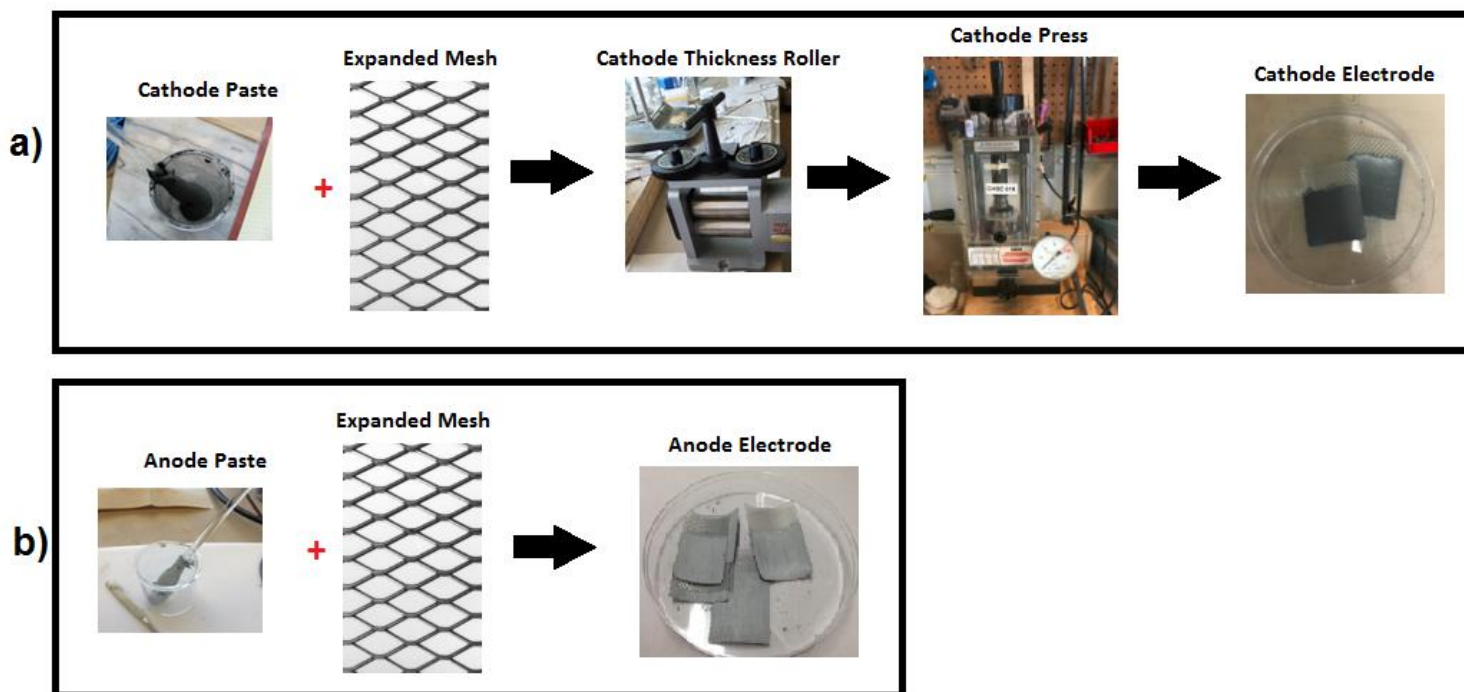 a)
Cathode Paste
+
Expanded Mesh
Cathode Thickness Roller
Cathode Press
Cathode Electrode
b)
Anode Paste
+
Expanded Mesh
Anode Electrode